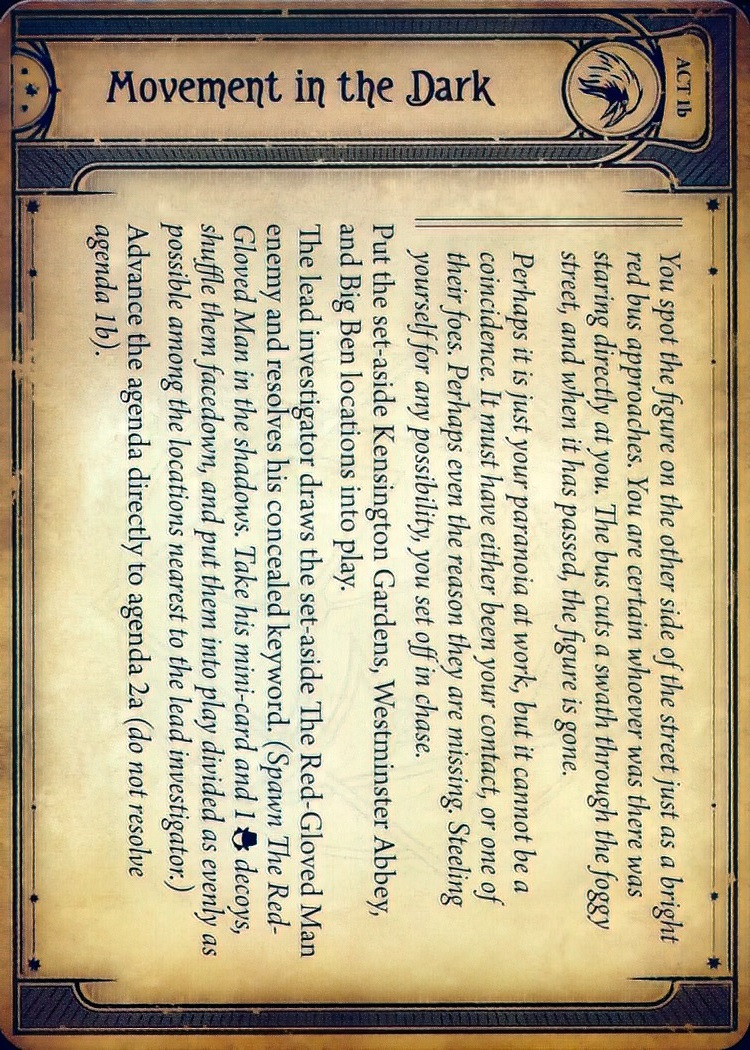 ACT 1b
Movement in the Dark
You spot the figure on the other side of the street just as a bright
red bus approaches. You are certain whoever was there was
staring directly at you. The bus cuts a swath through the foggy
street, and when it has passed, the figure is gone.
Perhaps it is just your paranoia at work, but it cannot be a
coincidence. It must have either been your contact, or one of
their foes. Perhaps even the reason they are missing. Steeling
yourself for any possibility, you set off in chase.
Put the set-aside Kensington Gardens, Westminster Abbey,
and Big Ben locations into play.
The lead investigator draws the set-aside The Red-Gloved Man
enemy and resolves his concealed keyword. (Spawn The Red-
Gloved Man in the shadows. Take his mini-card and 1 decoys,
shuffle them facedown, and put them into play divided as evenly as
possible among the locations nearest to the lead investigator.)
Advance the agenda directly to agenda 2a (do not resolve
agenda 1b).